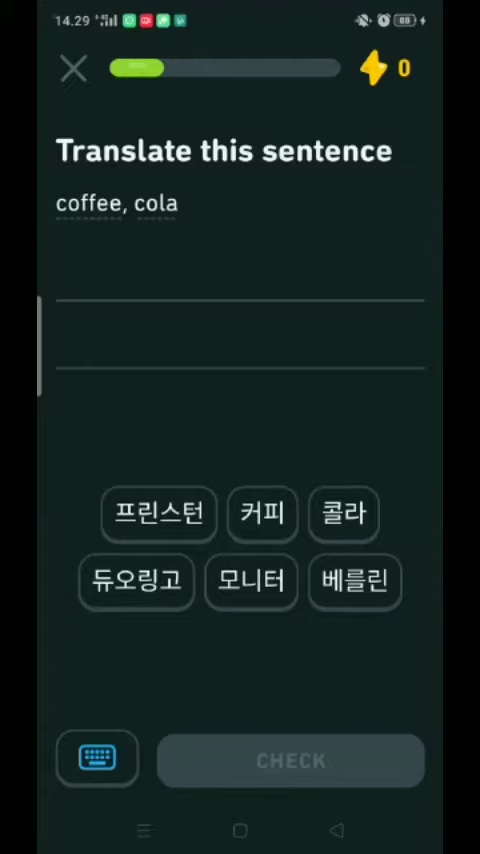 14.29
88
0
Translate this sentence
coffee, cola
프린스턴 커피 콜라
듀오링고 모니터 베를린
CHECK